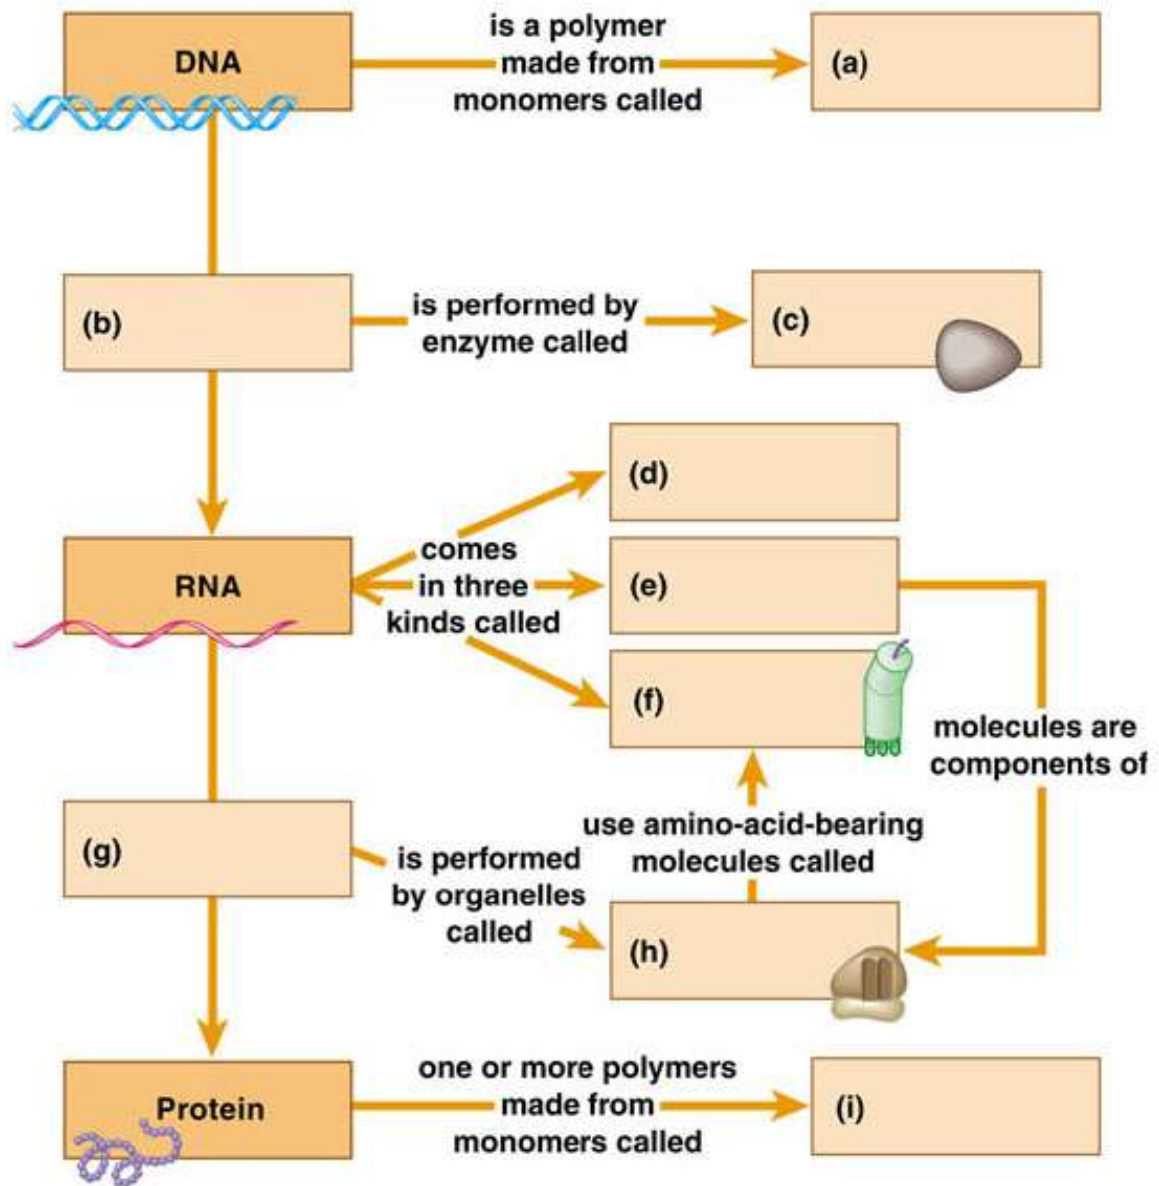 DNA
is a polymer
made from
monomers called
(a)
(b)
is performed by
enzyme called
(c)
(d)
RNA
comes
in three
kinds called
(e)
(f)
molecules are
components of
(g)
is performed
by organelles
called
use amino-acid-bearing
molecules called
(h)
Protein
one or more polymers
made from
monomers called
(i)